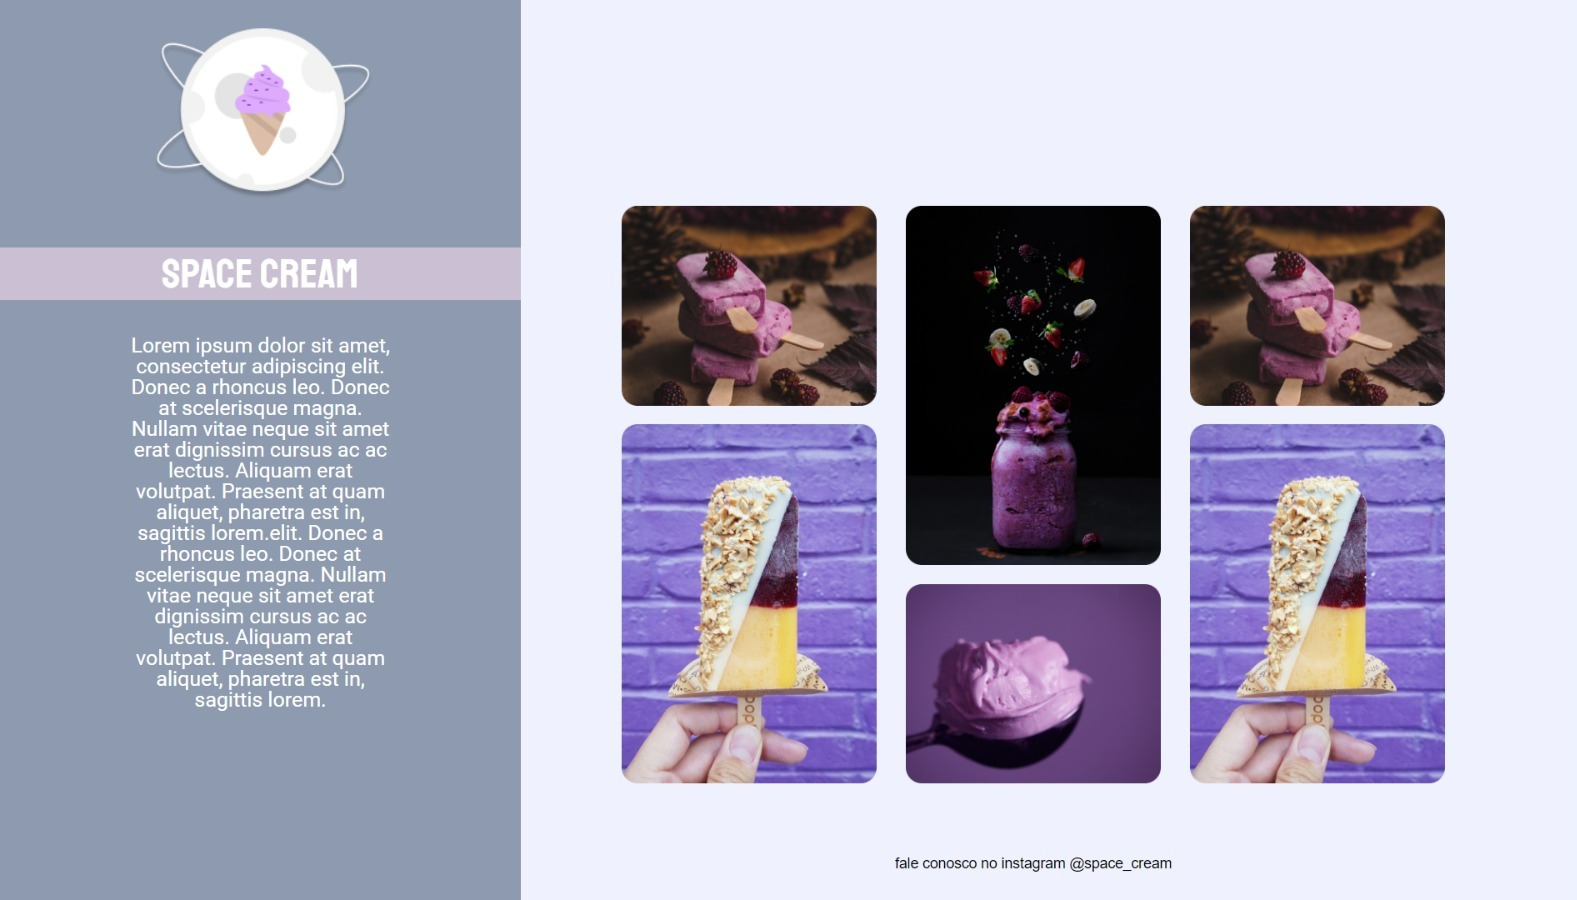 SPACE CREAM
Lorem ipsum dolor sit amet,
consectetur adipiscing elit.
Donec a rhoncus leo. Donec
at scelerisque magna.
Nullam vitae neque sit amet
erat dignissim cursus ac ac
lectus. Aliquam erat
volutpat. Praesent at quam
aliquet, pharetra est in,
sagittis lorem.elit. Donec a
rhoncus leo. Donec at
scelerisque magna. Nullam
vitae neque sit amet erat
dignissim cursus ac ac
lectus. Aliquam erat
volutpat. Praesent at quam
aliquet, pharetra est in,
sagittis lorem.
fale conosco no instagram @space_cream